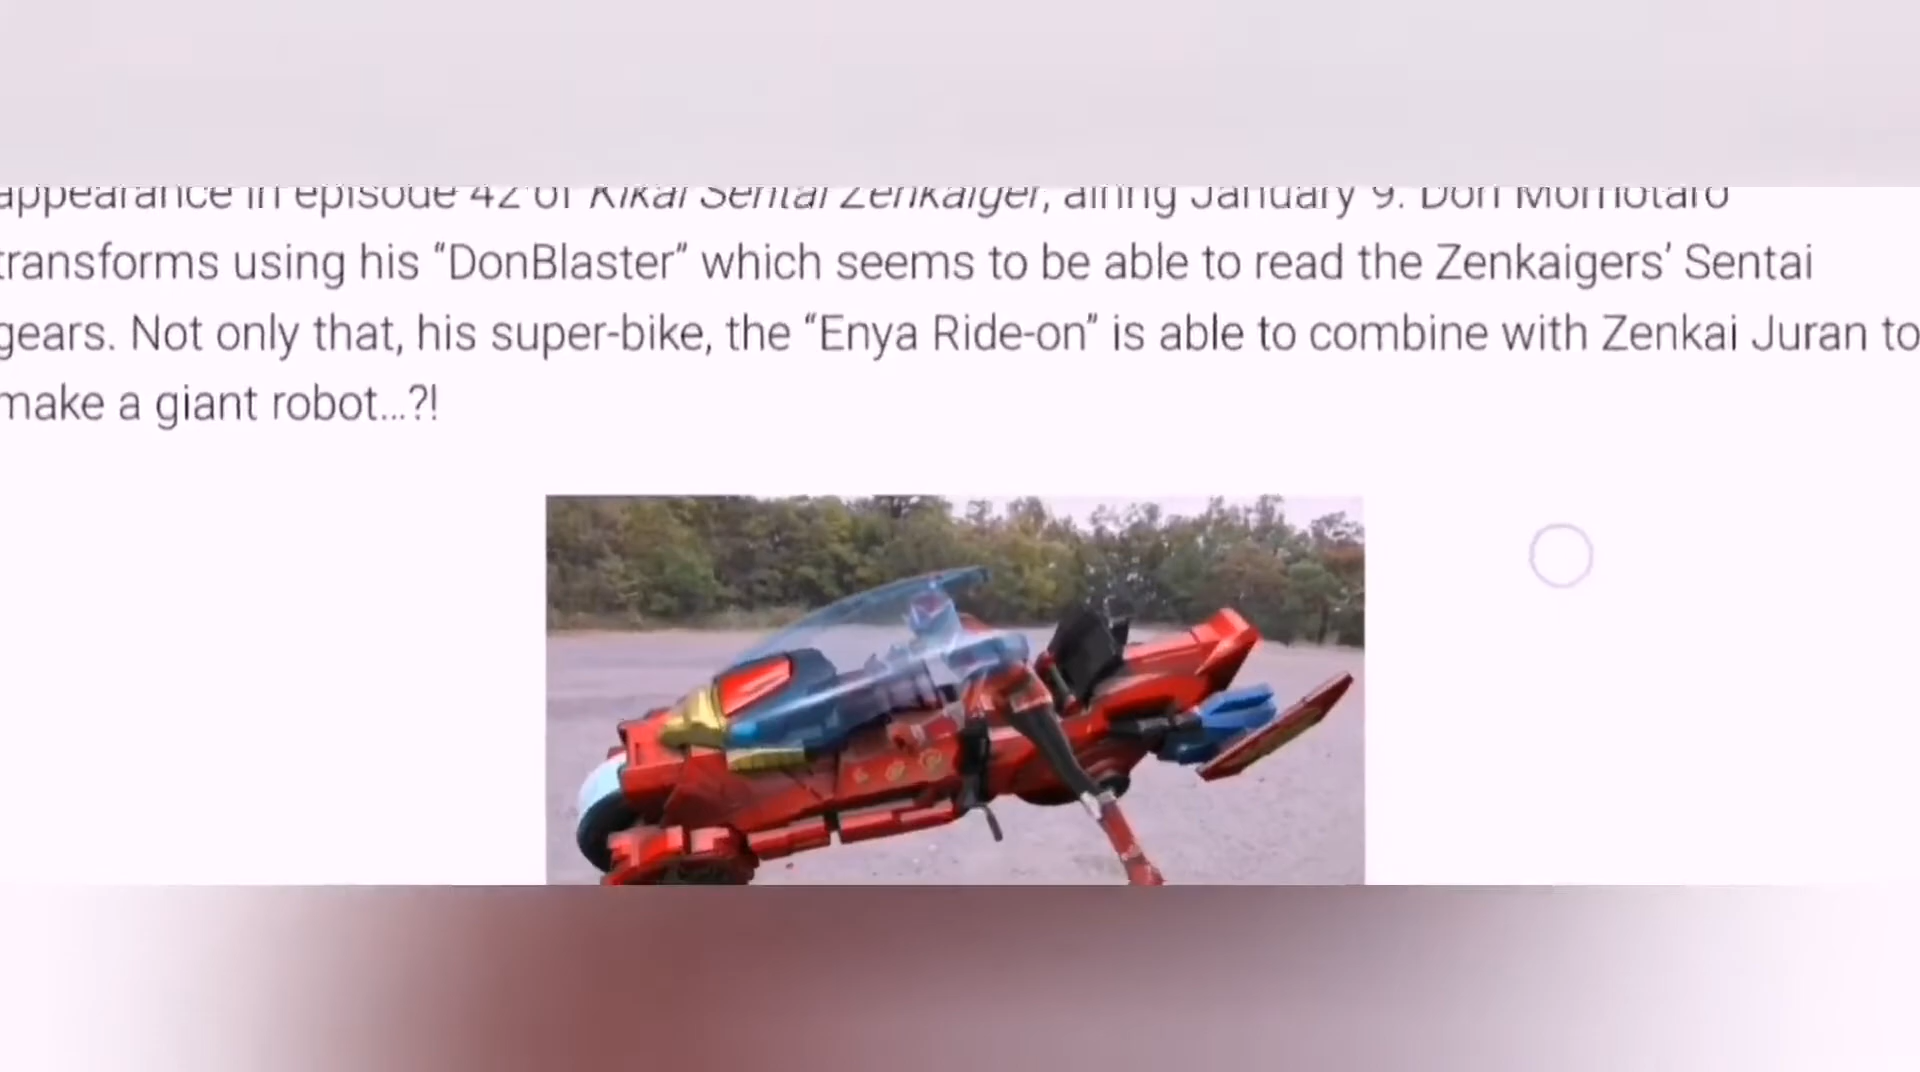 appearance in episode 42 of Kikai Sentai Zenkaiger, airing January 9. Don Momotaro
transforms using his “DonBlaster” which seems to be able to read the Zenkaigers’ Sentai
gears. Not only that, his super-bike, the “Enya Ride-on” is able to combine with Zenkai Juran to
make a giant robot...?!